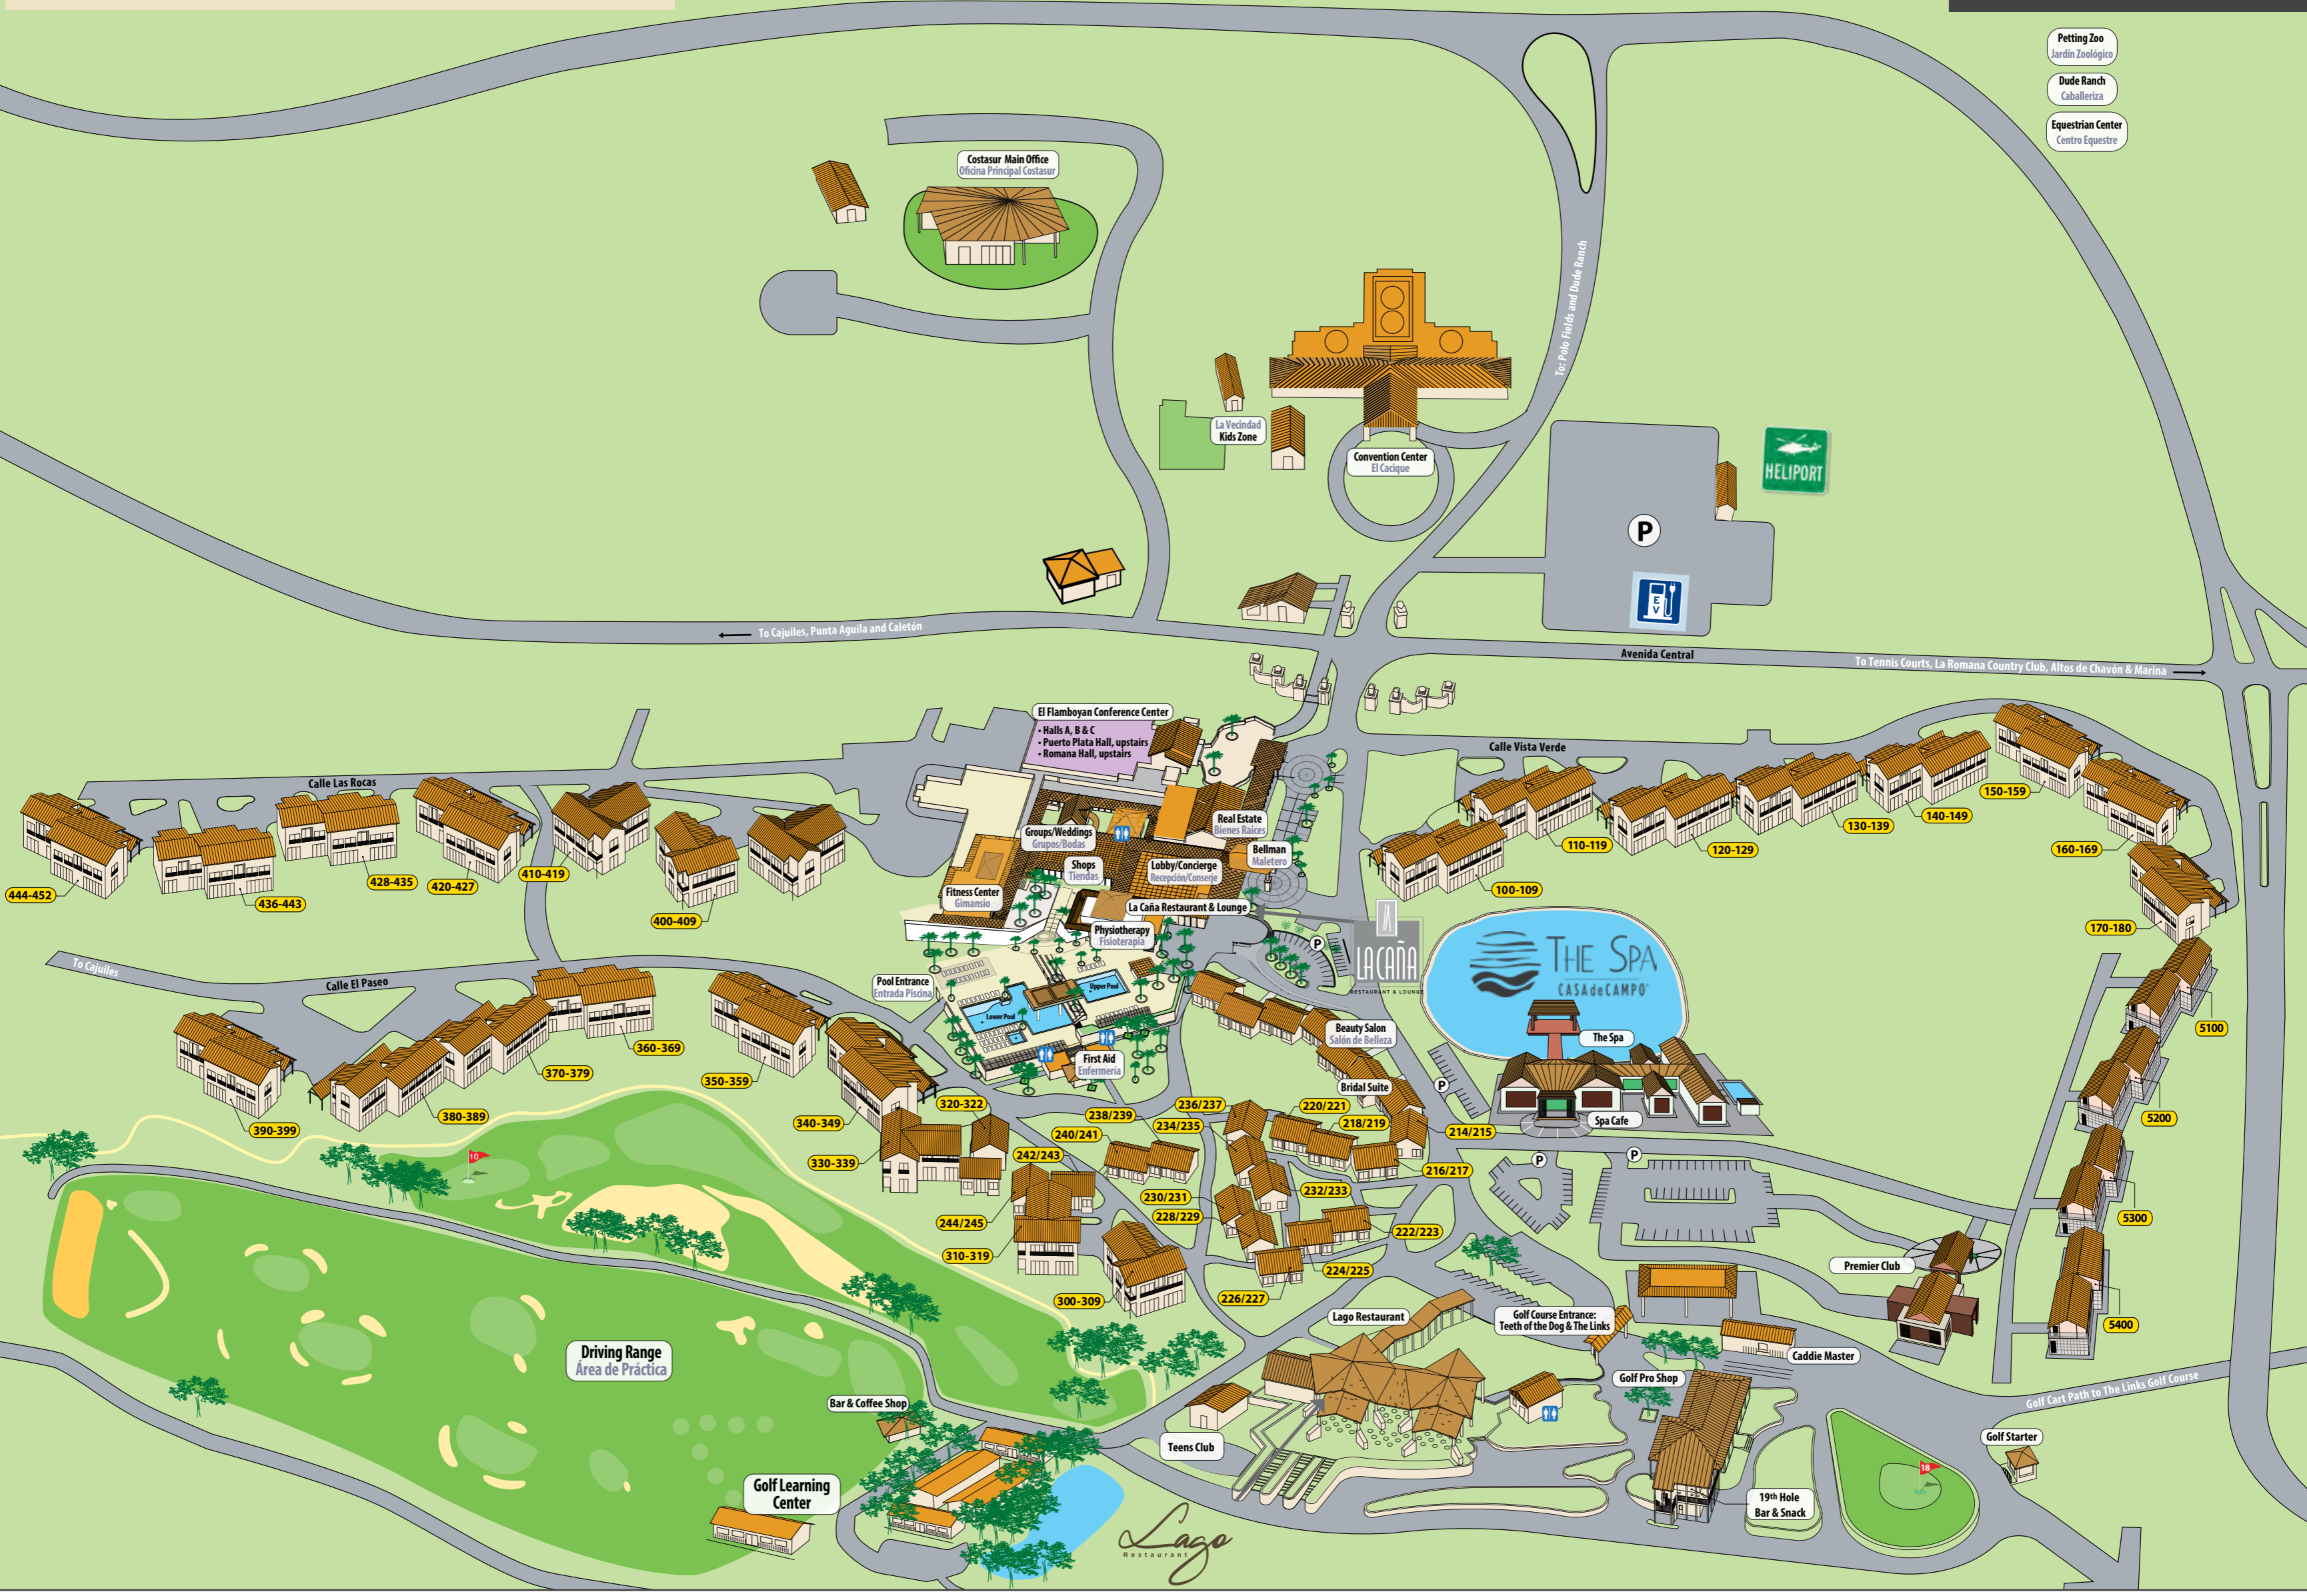 Petting Zoo
Jardín Zoológico
Dude Ranch
Caballeriza
Equestrian Center
Centro Equestre
Costasur Main Office
Oficina Principal Costasur
To: Polo Fields and Dude Ranch
La Vecindad
Kids Zone
Convention Center
El Cacique
HELIPORT
P
EV
To Cajuiles, Punta Aguila and Caletón
Avenida Central
To Tennis Courts, La Romana Country Club, Altos de Chavón & Marina
El Flamboyan Conference Center
• Halls A, B & C
• Puerto Plata Hall, upstairs
• Romana Hall, upstairs
Calle Vista Verde
Calle Las Rocas
150-159
140-149
130-139
110-119
120-129
160-169
100-109
170-180
444-452
436-443
428-435
420-427
410-419
400-409
Groups/Weddings
Grupos/Bodas
Real Estate
Bienes Raíces
Shops
Tiendas
Lobby/Concierge
Recepción/Conserje
Bellman
Maletero
Fitness Center
Gimansio
La Caña Restaurant & Lounge
Physiotherapy
Fisioterapia
P
LA CAÑA
RESTAURANT & LOUNGE
THE SPA
CASA de CAMPO
To Cajuiles
Calle El Paseo
Pool Entrance
Entrada Piscina
Upper Pool
Lower Pool
First Aid
Enfermería
Beauty Salon
Salón de Belleza
Bridal Suite
P
The Spa
Spa Cafe
5100
5200
5300
5400
360-369
370-379
350-359
380-389
390-399
340-349
320-322
330-339
238/239
236/237
234/235
240/241
242/243
220/221
218/219
214/215
216/217
230/231
232/233
228/229
244/245
222/223
310-319
224/225
300-309
226/227
P
P
10
Premier Club
Lago Restaurant
Golf Course Entrance:
Teeth of the Dog & The Links
Caddie Master
Golf Pro Shop
Golf Cart Path to The Links Golf Course
Driving Range
Área de Práctica
Bar & Coffee Shop
Teens Club
Golf Starter
18
Golf Learning
Center
19th Hole
Bar & Snack
Lago
Restaurant